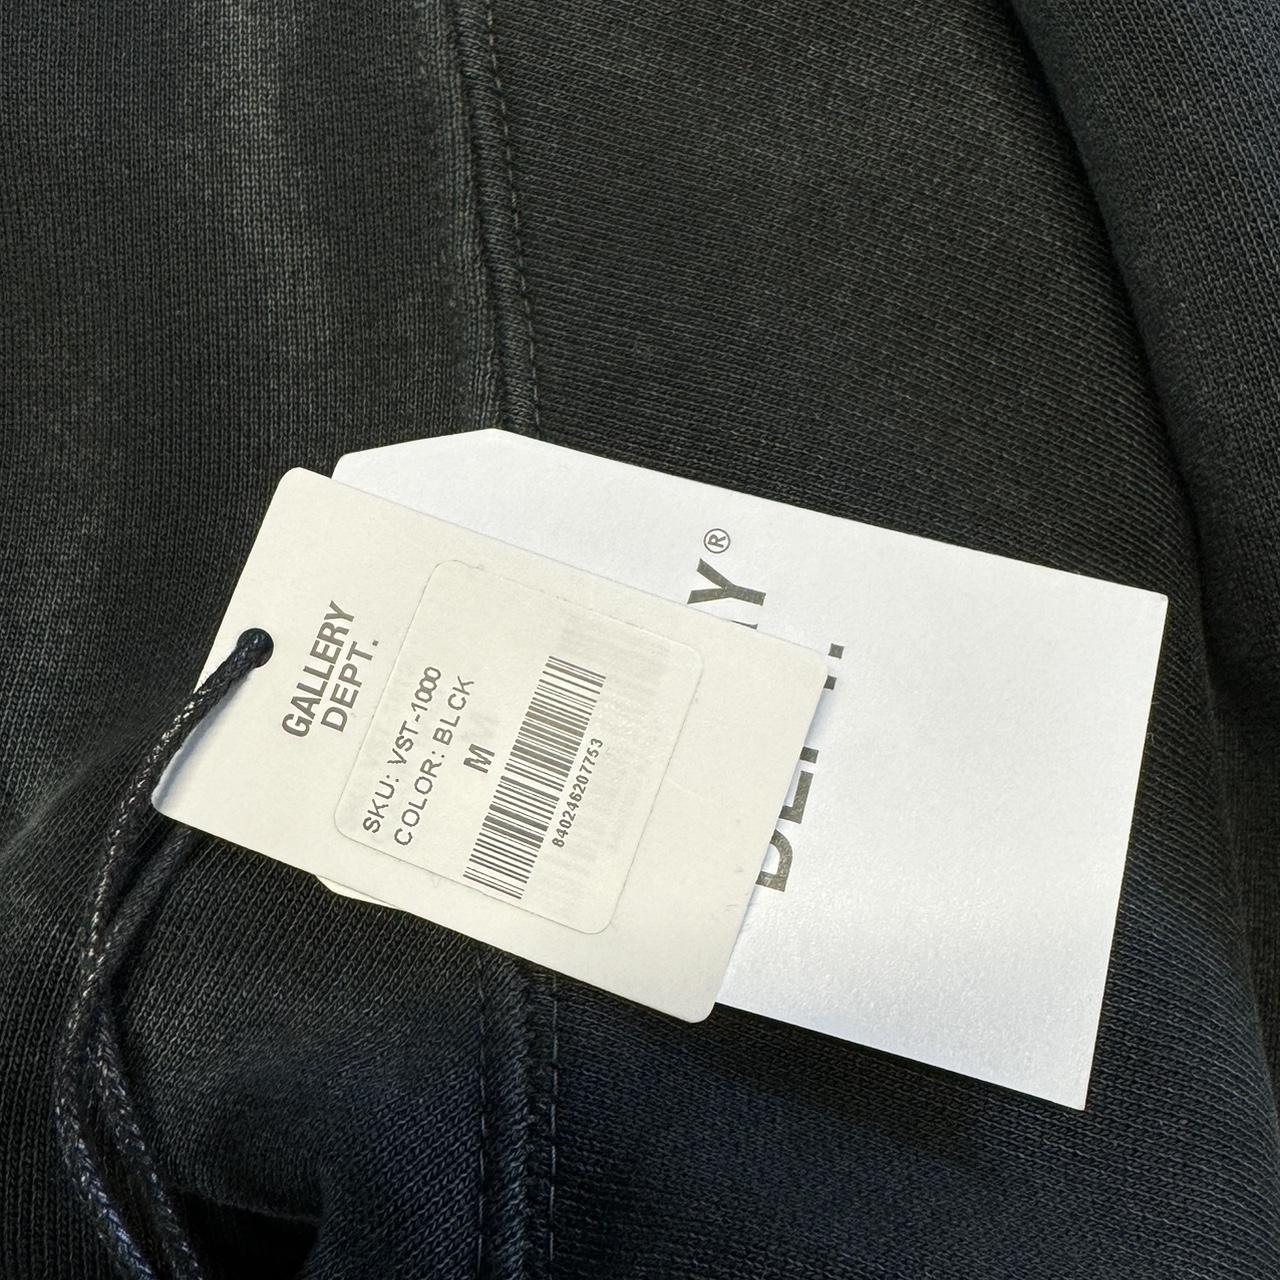 GALLERY
DEPT.
SKU: VST-1000
COLOR: BLCK
M
840246207753